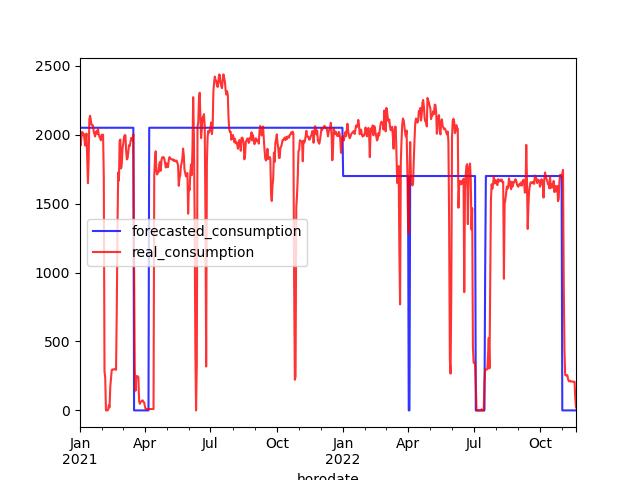 2500
2000
1500
1000
500
0
forecasted_consumption
real_consumption
Jan Apr Jul Oct Jan Apr Jul Oct
2021 2022
horodate